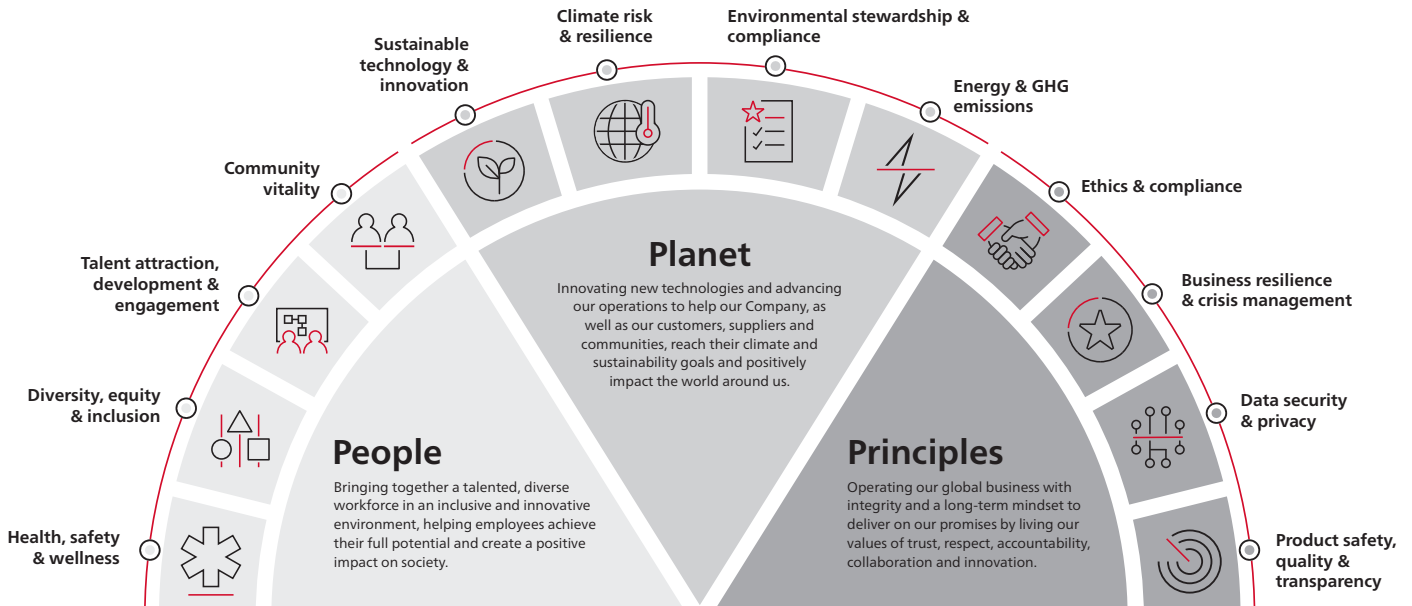 Climate risk
& resilience
Environmental stewardship &
compliance
Sustainable
technology &
innovation
Energy & GHG
emissions
Community
vitality
Ethics & compliance
Talent attraction,
development &
engagement
Business resilience
& crisis management
Diversity, equity
& inclusion
Data security
& privacy
Health, safety
& wellness
Product safety,
quality &
transparency
Planet
Innovating new technologies and advancing
our operations to help our Company, as
well as our customers, suppliers and
communities, reach their climate and
sustainability goals and positively
impact the world around us.
People
Bringing together a talented, diverse
workforce in an inclusive and innovative
environment, helping employees achieve
their full potential and create a positive
impact on society.
Principles
Operating our global business with
integrity and a long-term mindset to
deliver on our promises by living our
values of trust, respect, accountability,
collaboration and innovation.